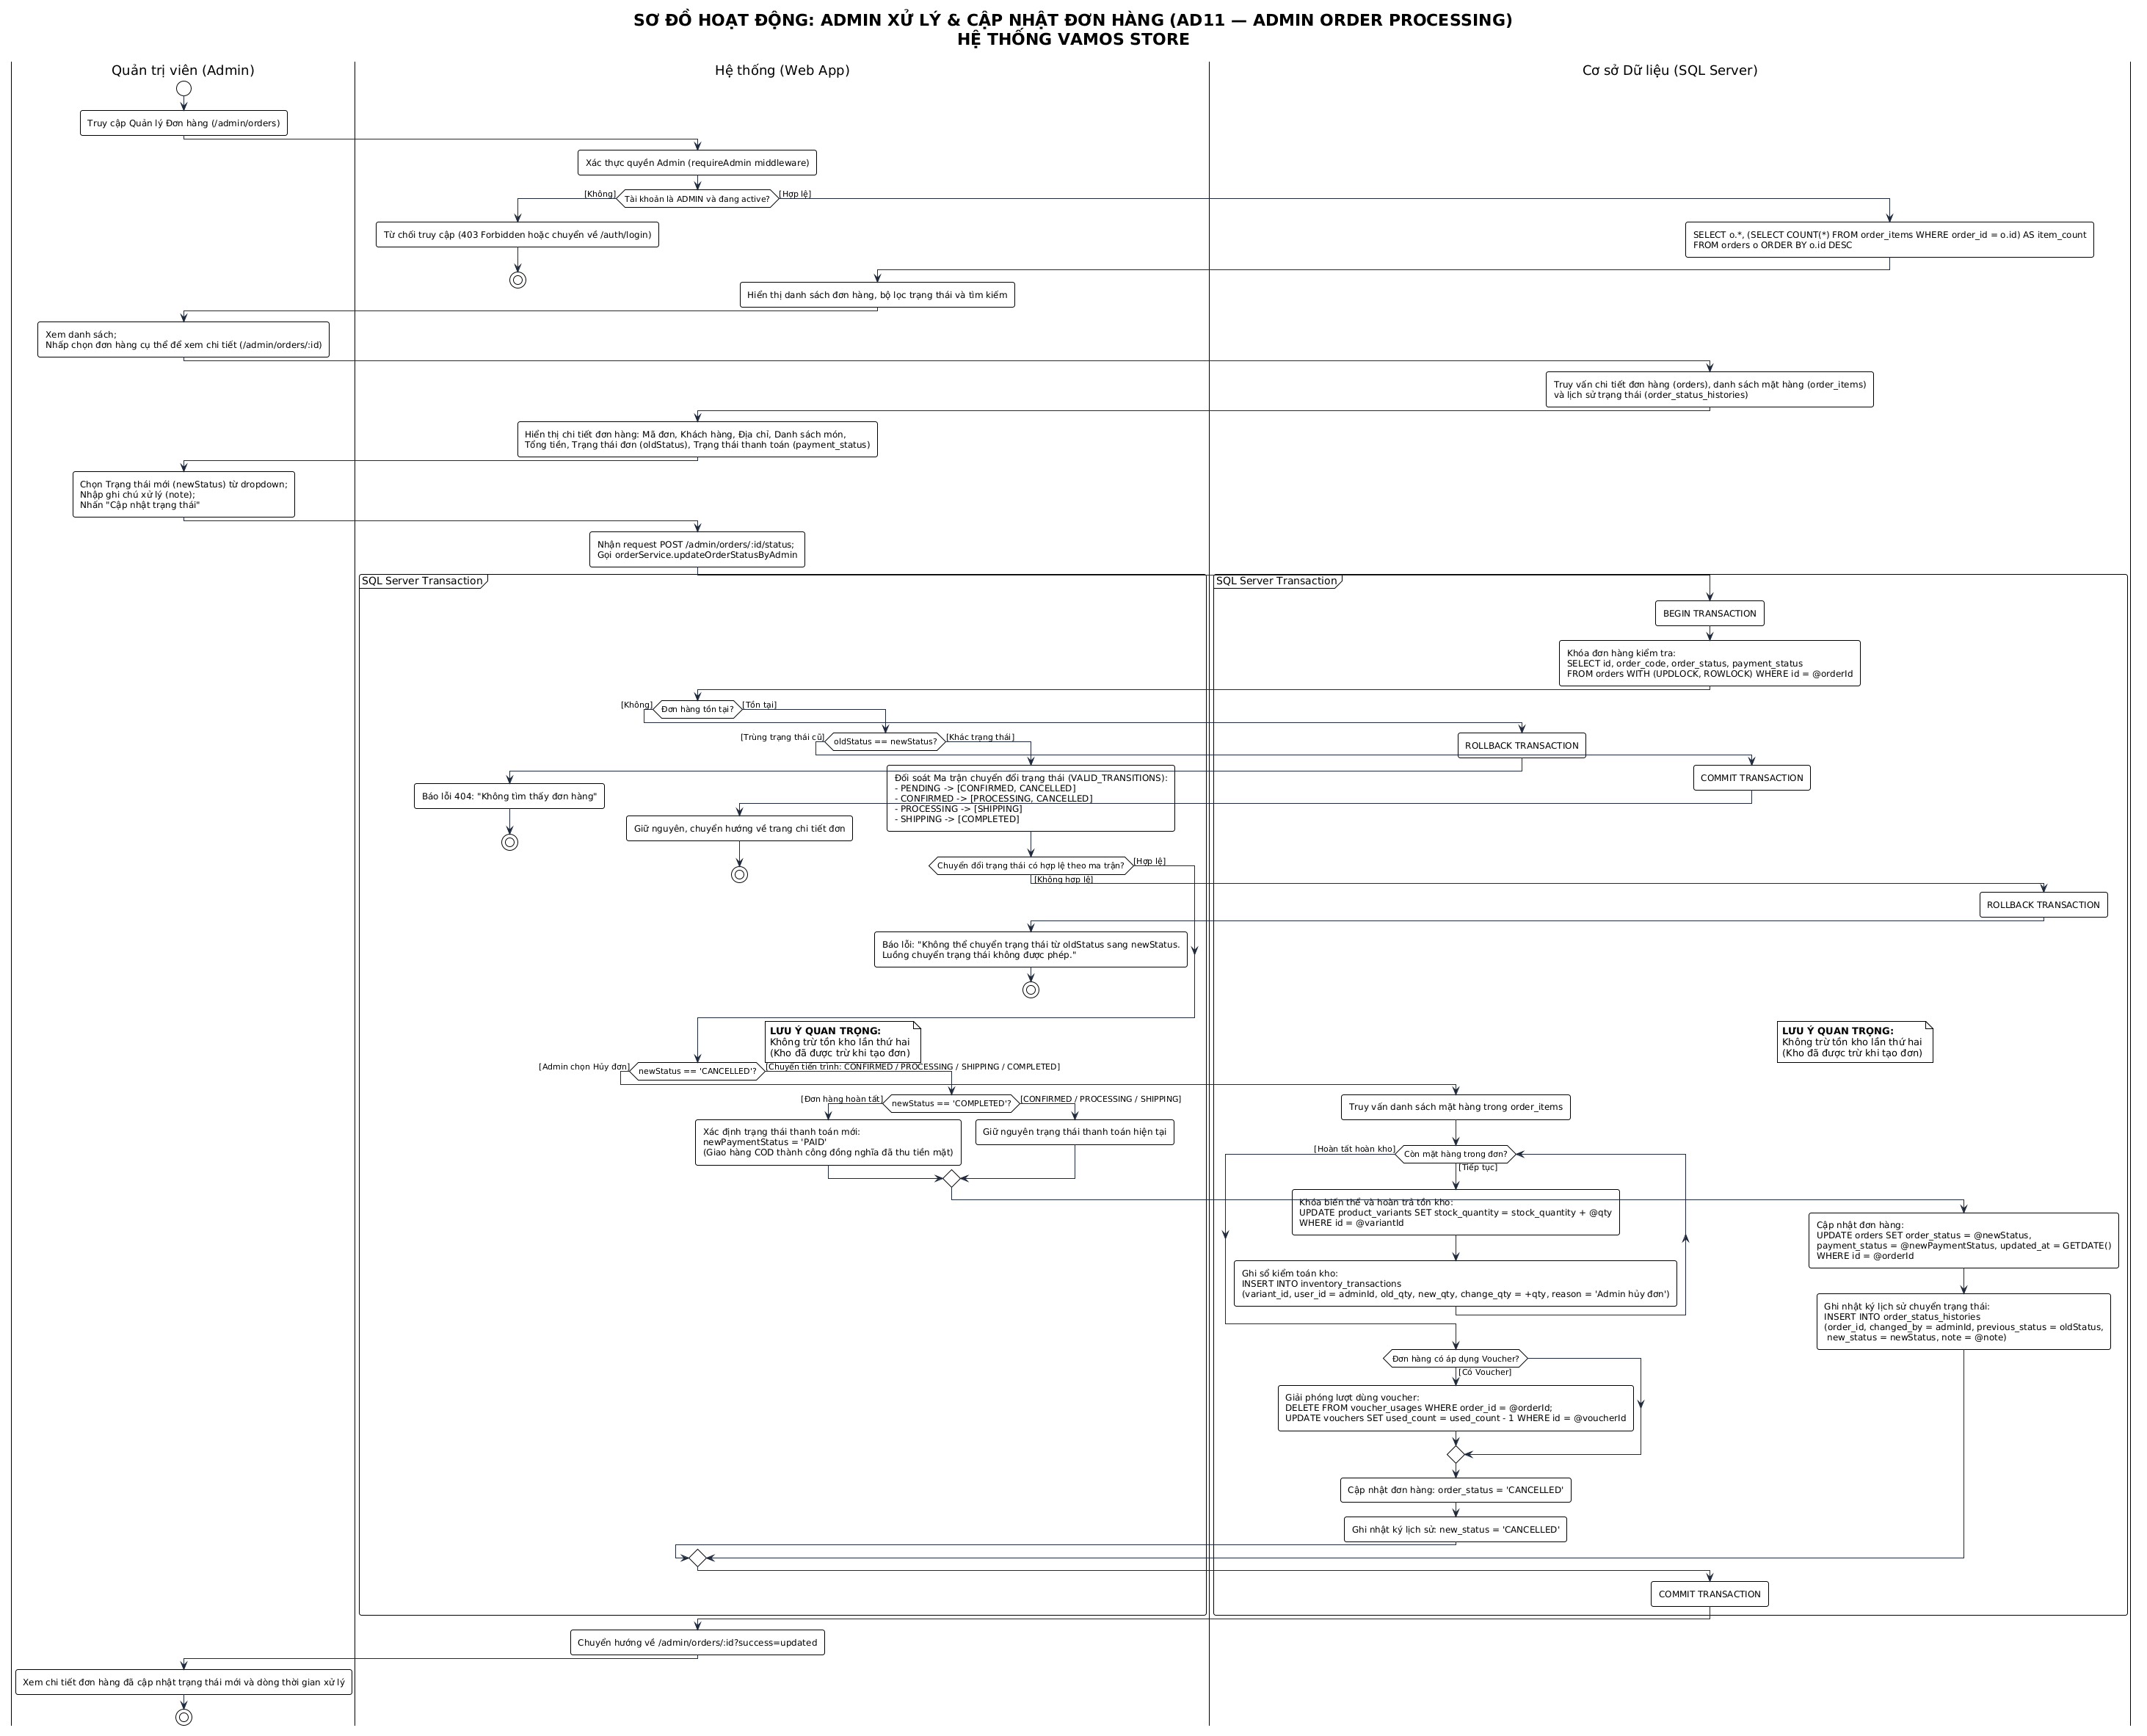 SƠ ĐỒ HOẠT ĐỘNG: ADMIN XỬ LÝ & CẬP NHẬT ĐƠN HÀNG (AD11 — ADMIN ORDER PROCESSING)
HỆ THỐNG VAMOS STORE
Quản trị viên (Admin)
Hệ thống (Web App)
Cơ sở Dữ liệu (SQL Server)
Truy cập Quản lý Đơn hàng (/admin/orders)
Xác thực quyền Admin (requireAdmin middleware)
[Không]
Tài khoản là ADMIN và đang active?
[Hợp lệ]
Từ chối truy cập (403 Forbidden hoặc chuyển về /auth/login)
SELECT o.*, (SELECT COUNT(*) FROM order_items WHERE order_id = o.id) AS item_count
FROM orders o ORDER BY o.id DESC
Hiển thị danh sách đơn hàng, bộ lọc trạng thái và tìm kiếm
Xem danh sách;
Nhấp chọn đơn hàng cụ thể để xem chi tiết (/admin/orders/:id)
Truy vấn chi tiết đơn hàng (orders), danh sách mặt hàng (order_items)
và lịch sử trạng thái (order_status_histories)
Hiển thị chi tiết đơn hàng: Mã đơn, Khách hàng, Địa chỉ, Danh sách món,
Tổng tiền, Trạng thái đơn (oldStatus), Trạng thái thanh toán (payment_status)
Chọn Trạng thái mới (newStatus) từ dropdown;
Nhập ghi chú xử lý (note);
Nhấn "Cập nhật trạng thái"
Nhận request POST /admin/orders/:id/status;
Gọi orderService.updateOrderStatusByAdmin
SQL Server Transaction
SQL Server Transaction
BEGIN TRANSACTION
Khóa đơn hàng kiểm tra:
SELECT id, order_code, order_status, payment_status
FROM orders WITH (UPDLOCK, ROWLOCK) WHERE id = @orderId
[Không]
Đơn hàng tồn tại?
[Tồn tại]
[Trùng trạng thái cũ]
oldStatus == newStatus?
[Khác trạng thái]
ROLLBACK TRANSACTION
Đối soát Ma trận chuyển đổi trạng thái (VALID_TRANSITIONS):
- PENDING -> [CONFIRMED, CANCELLED]
- CONFIRMED -> [PROCESSING, CANCELLED]
- PROCESSING -> [SHIPPING]
- SHIPPING -> [COMPLETED]
COMMIT TRANSACTION
Báo lỗi 404: "Không tìm thấy đơn hàng"
Giữ nguyên, chuyển hướng về trang chi tiết đơn
Chuyển đổi trạng thái có hợp lệ theo ma trận?
[Hợp lệ]
[Không hợp lệ]
ROLLBACK TRANSACTION
Báo lỗi: "Không thể chuyển trạng thái từ oldStatus sang newStatus.
Luồng chuyển trạng thái không được phép."
LƯU Ý QUAN TRỌNG:
Không trừ tồn kho lần thứ hai
(Kho đã được trừ khi tạo đơn)
LƯU Ý QUAN TRỌNG:
Không trừ tồn kho lần thứ hai
(Kho đã được trừ khi tạo đơn)
[Admin chọn Hủy đơn]
newStatus == 'CANCELLED'?
[Chuyển tiến trình: CONFIRMED / PROCESSING / SHIPPING / COMPLETED]
[Đơn hàng hoàn tất]
newStatus == 'COMPLETED'?
[CONFIRMED / PROCESSING / SHIPPING]
Truy vấn danh sách mặt hàng trong order_items
Xác định trạng thái thanh toán mới:
newPaymentStatus = 'PAID'
(Giao hàng COD thành công đồng nghĩa đã thu tiền mặt)
Giữ nguyên trạng thái thanh toán hiện tại
[Hoàn tất hoàn kho]
Còn mặt hàng trong đơn?
[Tiếp tục]
Khóa biến thể và hoàn trả tồn kho:
UPDATE product_variants SET stock_quantity = stock_quantity + @qty
WHERE id = @variantId
Cập nhật đơn hàng:
UPDATE orders SET order_status = @newStatus,
payment_status = @newPaymentStatus, updated_at = GETDATE()
WHERE id = @orderId
Ghi sổ kiểm toán kho:
INSERT INTO inventory_transactions
(variant_id, user_id = adminId, old_qty, new_qty, change_qty = +qty, reason = 'Admin hủy đơn')
Ghi nhật ký lịch sử chuyển trạng thái:
INSERT INTO order_status_histories
(order_id, changed_by = adminId, previous_status = oldStatus,
new_status = newStatus, note = @note)
Đơn hàng có áp dụng Voucher?
[Có Voucher]
Giải phóng lượt dùng voucher:
DELETE FROM voucher_usages WHERE order_id = @orderId;
UPDATE vouchers SET used_count = used_count - 1 WHERE id = @voucherId
Cập nhật đơn hàng: order_status = 'CANCELLED'
Ghi nhật ký lịch sử: new_status = 'CANCELLED'
COMMIT TRANSACTION
Chuyển hướng về /admin/orders/:id?success=updated
Xem chi tiết đơn hàng đã cập nhật trạng thái mới và dòng thời gian xử lý